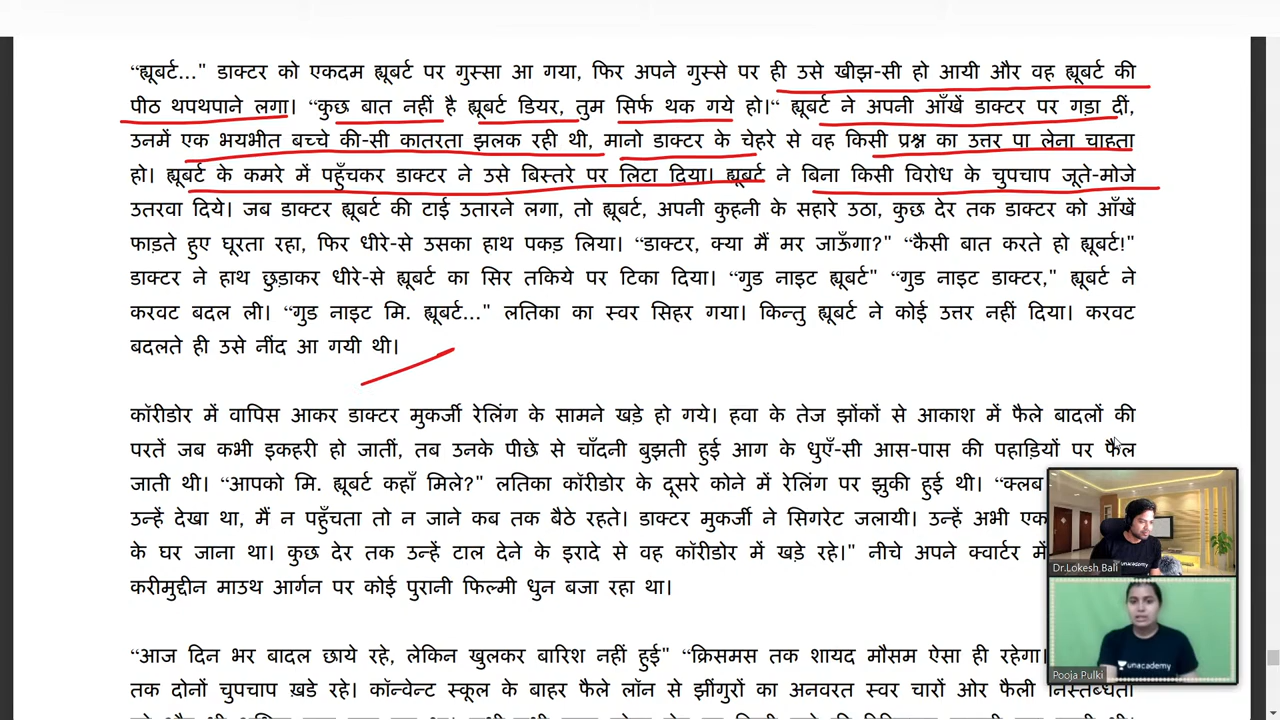 “ह्यूबर्ट..." डाक्टर को एकदम ह्यूबर्ट पर गुस्सा आ गया, फिर अपने गुस्से पर ही उसे खीझ-सी हो आयी और वह ह्यूबर्ट की
पीठ थपथपाने लगा। “कुछ बात नहीं है ह्यूबर्ट डियर, तुम सिर्फ थक गये हो।“ ह्यूबर्ट ने अपनी आँखें डाक्टर पर गड़ा दीं,
उनमें एक भयभीत बच्चे की-सी कातरता झलक रही थी, मानो डाक्टर के चेहरे से वह किसी प्रश्न का उत्तर पा लेना चाहता
हो। ह्यूबर्ट के कमरे में पहुँचकर डाक्टर ने उसे बिस्तरे पर लिटा दिया। ह्यूबर्ट ने बिना किसी विरोध के चुपचाप जूते-मोजे
उतरवा दिये। जब डाक्टर ह्यूबर्ट की टाई उतारने लगा, तो ह्यूबर्ट, अपनी कुहनी के सहारे उठा, कुछ देर तक डाक्टर को आँखें
फाड़ते हुए घूरता रहा, फिर धीरे-से उसका हाथ पकड़ लिया। “डाक्टर, क्या मैं मर जाऊँगा?" “कैसी बात करते हो ह्यूबर्ट!"
डाक्टर ने हाथ छुड़ाकर धीरे-से ह्यूबर्ट का सिर तकिये पर टिका दिया। “गुड नाइट ह्यूबर्ट" “गुड नाइट डाक्टर," ह्यूबर्ट ने
करवट बदल ली। “गुड नाइट मि. ह्यूबर्ट..." लतिका का स्वर सिहर गया। किन्तु ह्यूबर्ट ने कोई उत्तर नहीं दिया। करवट
बदलते ही उसे नींद आ गयी थी।
कॉरीडोर में वापिस आकर डाक्टर मुकर्जी रेलिंग के सामने खड़े हो गये। हवा के तेज झोंकों से आकाश में फैले बादलों की
परतें जब कभी इकहरी हो जातीं, तब उनके पीछे से चाँदनी बुझती हुई आग के धुएँ-सी आस-पास की पहाड़ियों पर फैल
जाती थी। “आपको मि. ह्यूबर्ट कहाँ मिले?" लतिका कॉरीडोर के दूसरे कोने में रेलिंग पर झुकी हुई थी। “क्लब
उन्हें देखा था, मैं न पहुँचता तो न जाने कब तक बैठे रहते। डाक्टर मुकर्जी ने सिगरेट जलायी। उन्हें अभी एक
के घर जाना था। कुछ देर तक उन्हें टाल देने के इरादे से वह कॉरीडोर में खड़े रहे।" नीचे अपने क्वार्टर में
करीमुद्दीन माउथ आर्गन पर कोई पुरानी फिल्मी धुन बजा रहा था।
“आज दिन भर बादल छाये रहे, लेकिन खुलकर बारिश नहीं हुई" “क्रिसमस तक शायद मौसम ऐसा ही रहेगा।
तक दोनों चुपचाप ख़डे रहे। कॉन्वेन्ट स्कूल के बाहर फैले लॉन से झींगुरों का अनवरत स्वर चारों ओर फैली निस्तब्धता
unacademy
Dr.Lokesh Bali
unacademy
Pooja Pulki